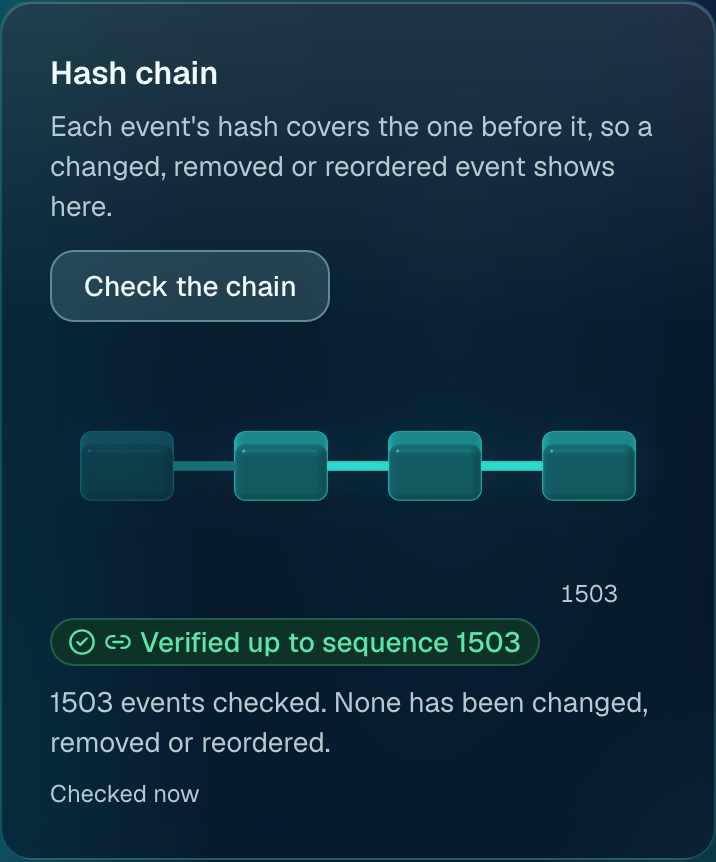 Hash chain
Each event's hash covers the one before it, so a
changed, removed or reordered event shows
here.
Check the chain
1503
Verified up to sequence 1503
1503 events checked. None has been changed,
removed or reordered.
Checked now